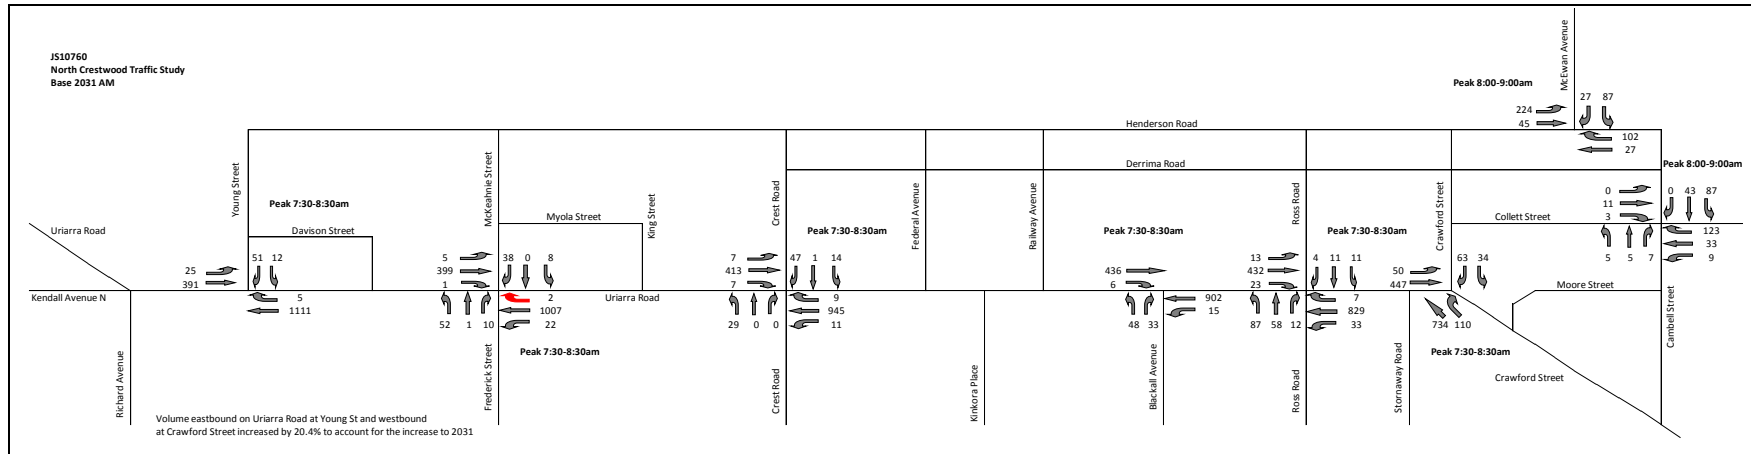 JS10760
North Crestwood Traffic Study
Base 2031 AM
McEwan Avenue
Peak 8:00-9:00am
27 87
224
45
Henderson Road
102
27
Derrima Road
Peak 8:00-9:00am
Young Street
McKeahnie Street
Peak 7:30-8:30am
Myola Street
King Street
Crest Road
Peak 7:30-8:30am
Federal Avenue
Railway Avenue
Peak 7:30-8:30am
Ross Road
Peak 7:30-8:30am
Crawford Street
Collett Street
0
11
3
0 43 87
123
33
9
5 5 7
Uriarra Road
Davison Street
25
391
51 12
5
1111
5
399
1
38 0 8
2
1007
22
52 1 10
Uriarra Road
7
413
7
47 1 14
9
945
11
29 0 0
436
6
902
15
48 33
13
432
23
4 11 11
7
829
33
87 58 12
50
447
63 34
734 110
Kendall Avenue N
Moore Street
Cambell Street
Peak 7:30-8:30am
Peak 7:30-8:30am
Richard Avenue
Frederick Street
Crest Road
Kinkora Place
Blackall Avenue
Ross Road
Stornaway Road
Crawford Street
Volume eastbound on Uriarra Road at Young St and westbound
at Crawford Street increased by 20.4% to account for the increase to 2031